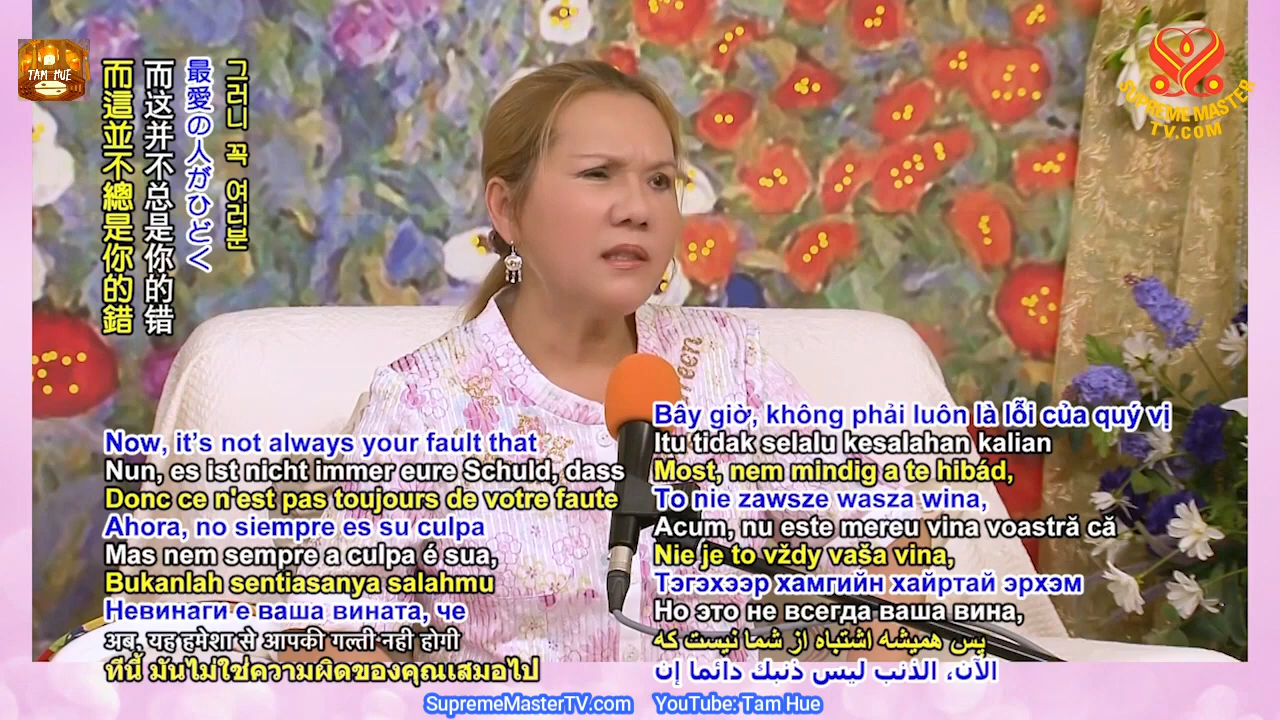 TAM HUE
SUPREME MASTER
TV.COM
그러니 꼭 여러분
最愛の人がひどく
而这并不总是你的错
而這並不總是你的錯
Now, it's not always your fault that
Nun, es ist nicht immer eure Schuld, dass
Donc ce n'est pas toujours de votre faute
Ahora, no siempre es su culpa
Mas nem sempre a culpa é sua,
Bukanlah sentiasanya salahmu
Невинаги е ваша вината, че
अब, यह हमेशा से आपकी गल्ती नही होगी
ทีนี้ มันไม่ใช่ความผิดของคุณเสมอไป
Bây giờ, không phải luôn là lỗi của quý vị
Itu tidak selalu kesalahan kalian
Most, nem mindig a te hibád,
To nie zawsze wasza wina,
Acum, nu este mereu vina voastră că
Nie je to vždy vaša vina,
Тэгэхээр хамгийн хайртай эрхэм
Но это не всегда ваша вина,
پس همیشه اشتباه از شما نیست که
الآن، الذنب ليس ذنبك دائما إن
SupremeMasterTV.com YouTube: Tam Hue